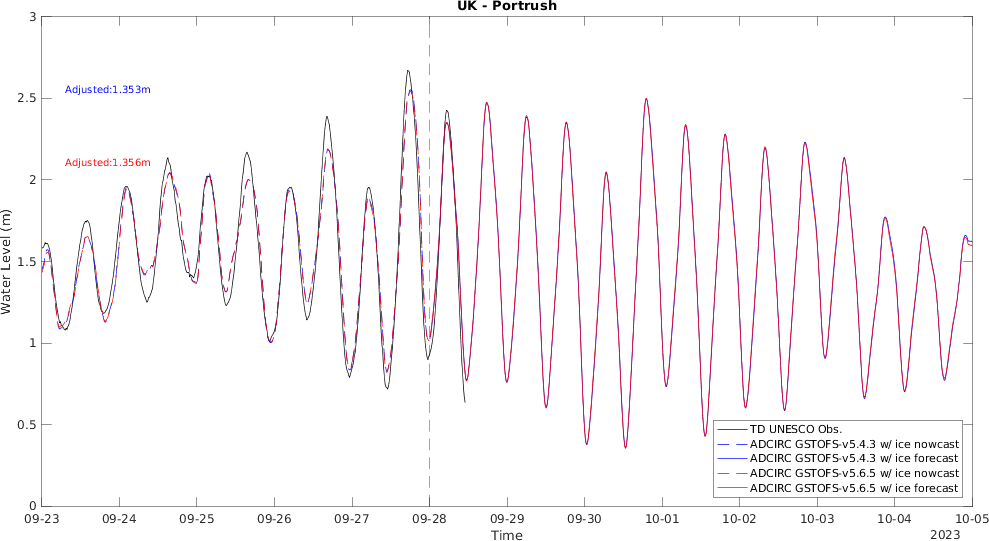 UK - Portrush
3
2.5
2
1.5
1
0.5
0
Water Level (m)
Adjusted:1.353m
Adjusted:1.356m
TD UNESCO Obs.
ADCIRC GSTOFS-v5.4.3 w/ ice nowcast
ADCIRC GSTOFS-v5.4.3 w/ ice forecast
ADCIRC GSTOFS-v5.6.5 w/ ice nowcast
ADCIRC GSTOFS-v5.6.5 w/ ice forecast
09-23 09-24 09-25 09-26 09-27 09-28 09-29 09-30 10-01 10-02 10-03 10-04 10-05
Time
2023